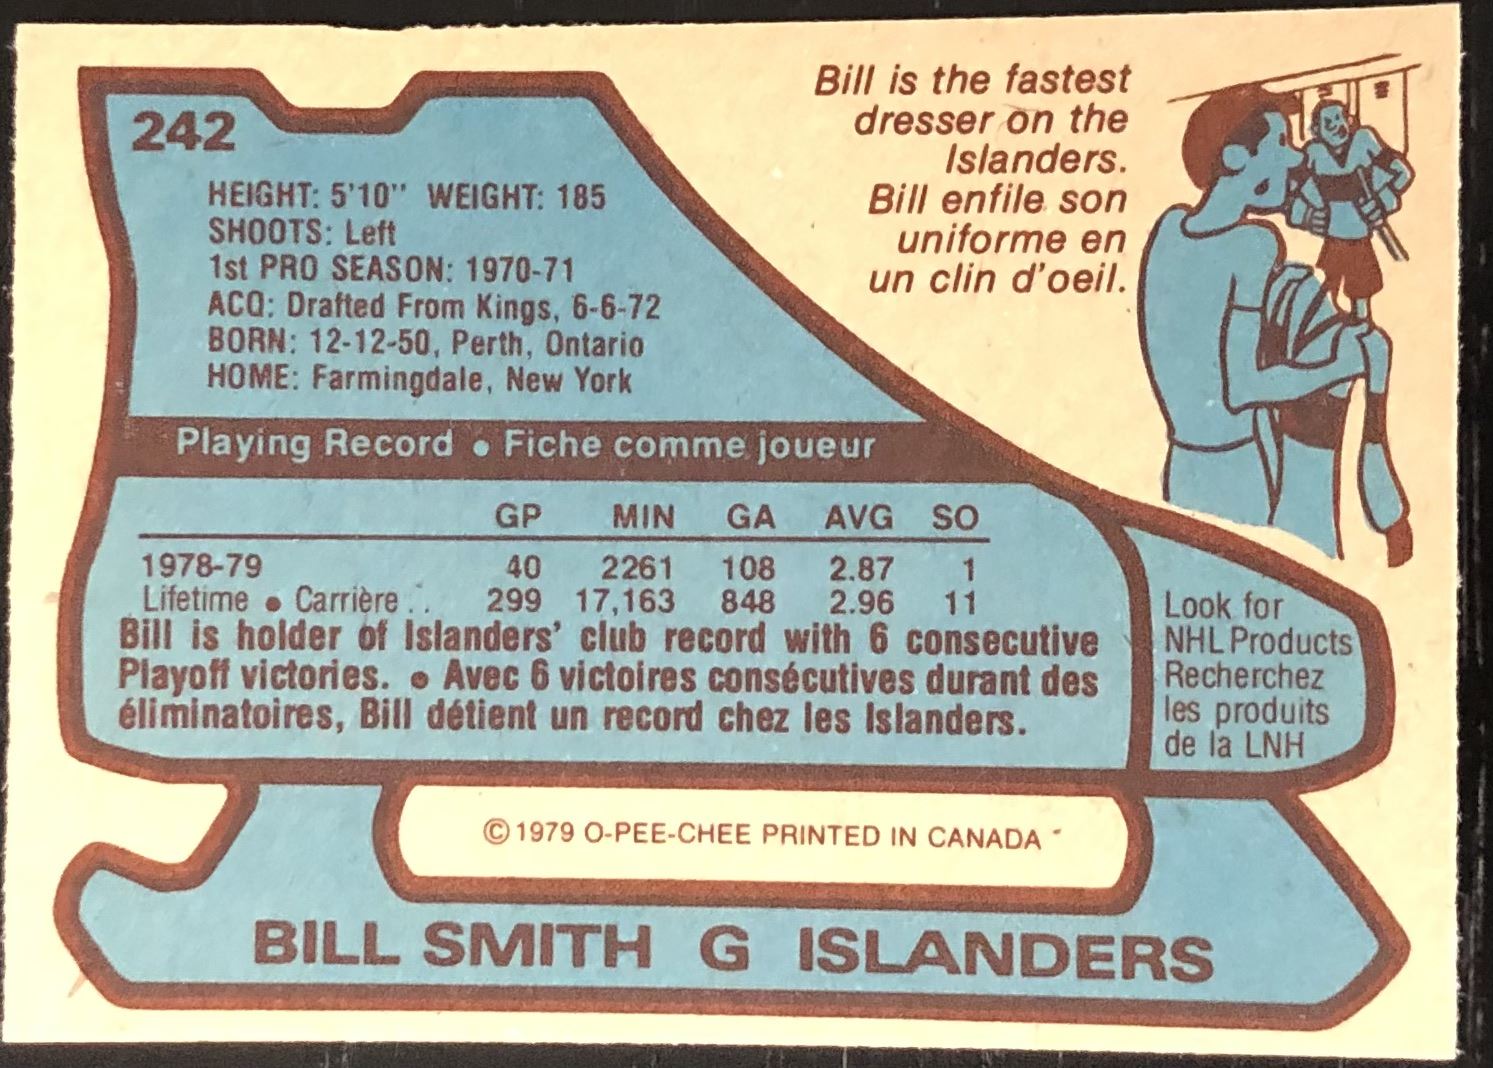 242
HEIGHT: 5'10" WEIGHT: 185
SHOOTS: Left
1st PRO SEASON: 1970-71
ACQ: Drafted From Kings, 6-6-72
BORN: 12-12-50, Perth, Ontario
HOME: Farmingdale, New York
Bill is the fastest
dresser on the
Islanders.
Bill enfile son
uniforme en
un clin d'oeil.
Playing Record • Fiche comme joueur
GP MIN GA AVG SO
1978-79 40 2261 108 2.87 1
Lifetime • Carrière .. 299 17,163 848 2.96 11
Bill is holder of Islanders' club record with 6 consecutive
Playoff victories. • Avec 6 victoires consécutives durant des
éliminatoires, Bill détient un record chez les Islanders.
Look for
NHL Products
Recherchez
les produits
de la LNH
© 1979 O-PEE-CHEE PRINTED IN CANADA
BILL SMITH G ISLANDERS